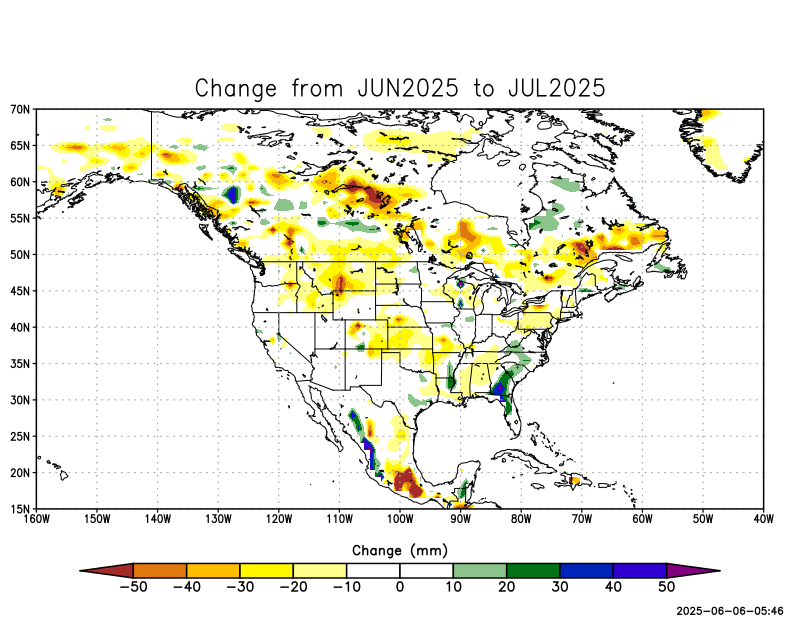 Change from JUN2025 to JUL2025
70N
65N
60N
55N
50N
45N
40N
35N
30N
25N
20N
15N
160W 150W 140W 130W 120W 110W 100W 90W 80W 70W 60W 50W 40W
Change (mm)
−50 −40 −30 −20 −10 0 10 20 30 40 50
2025-06-06-05:46